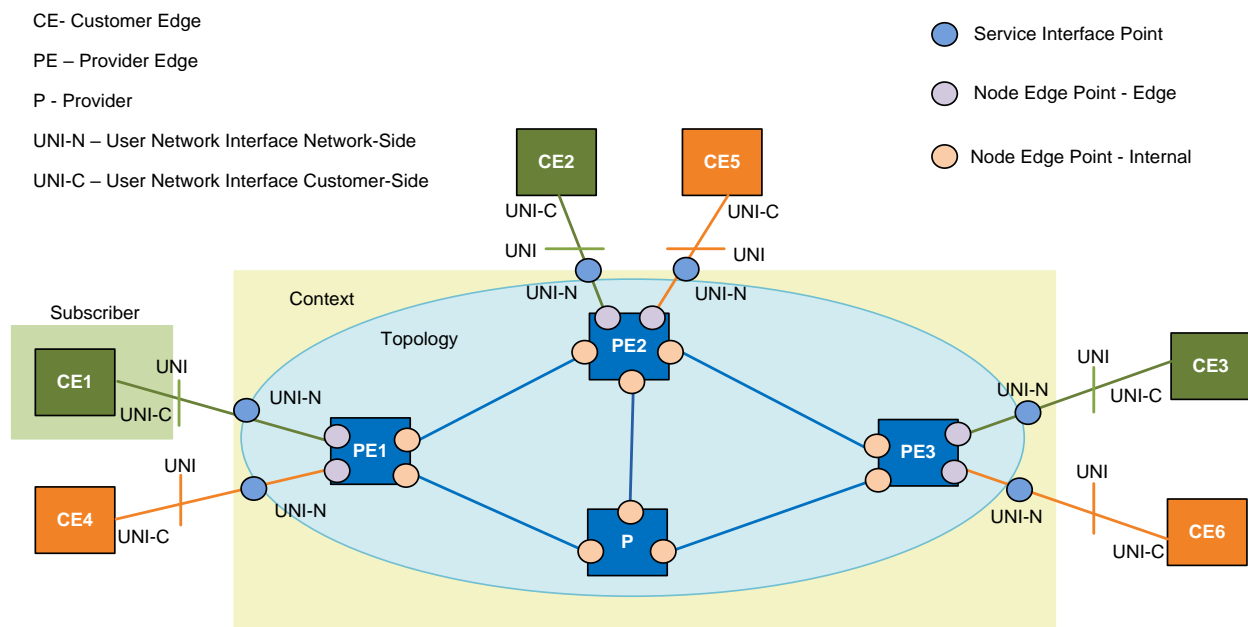 CE- Customer Edge
PE – Provider Edge
P - Provider
UNI-N – User Network Interface Network-Side
UNI-C – User Network Interface Customer-Side
Service Interface Point
Node Edge Point - Edge
Node Edge Point - Internal
CE2
CE5
UNI-C
UNI-C
UNI
UNI
UNI-N
UNI-N
Context
Topology
Subscriber
PE2
CE1
UNI
UNI-C
UNI-N
PE1
CE4
UNI
UNI-C
UNI-N
P
PE3
UNI-N
UNI
UNI-C
CE3
UNI-N
UNI
UNI-C
CE6